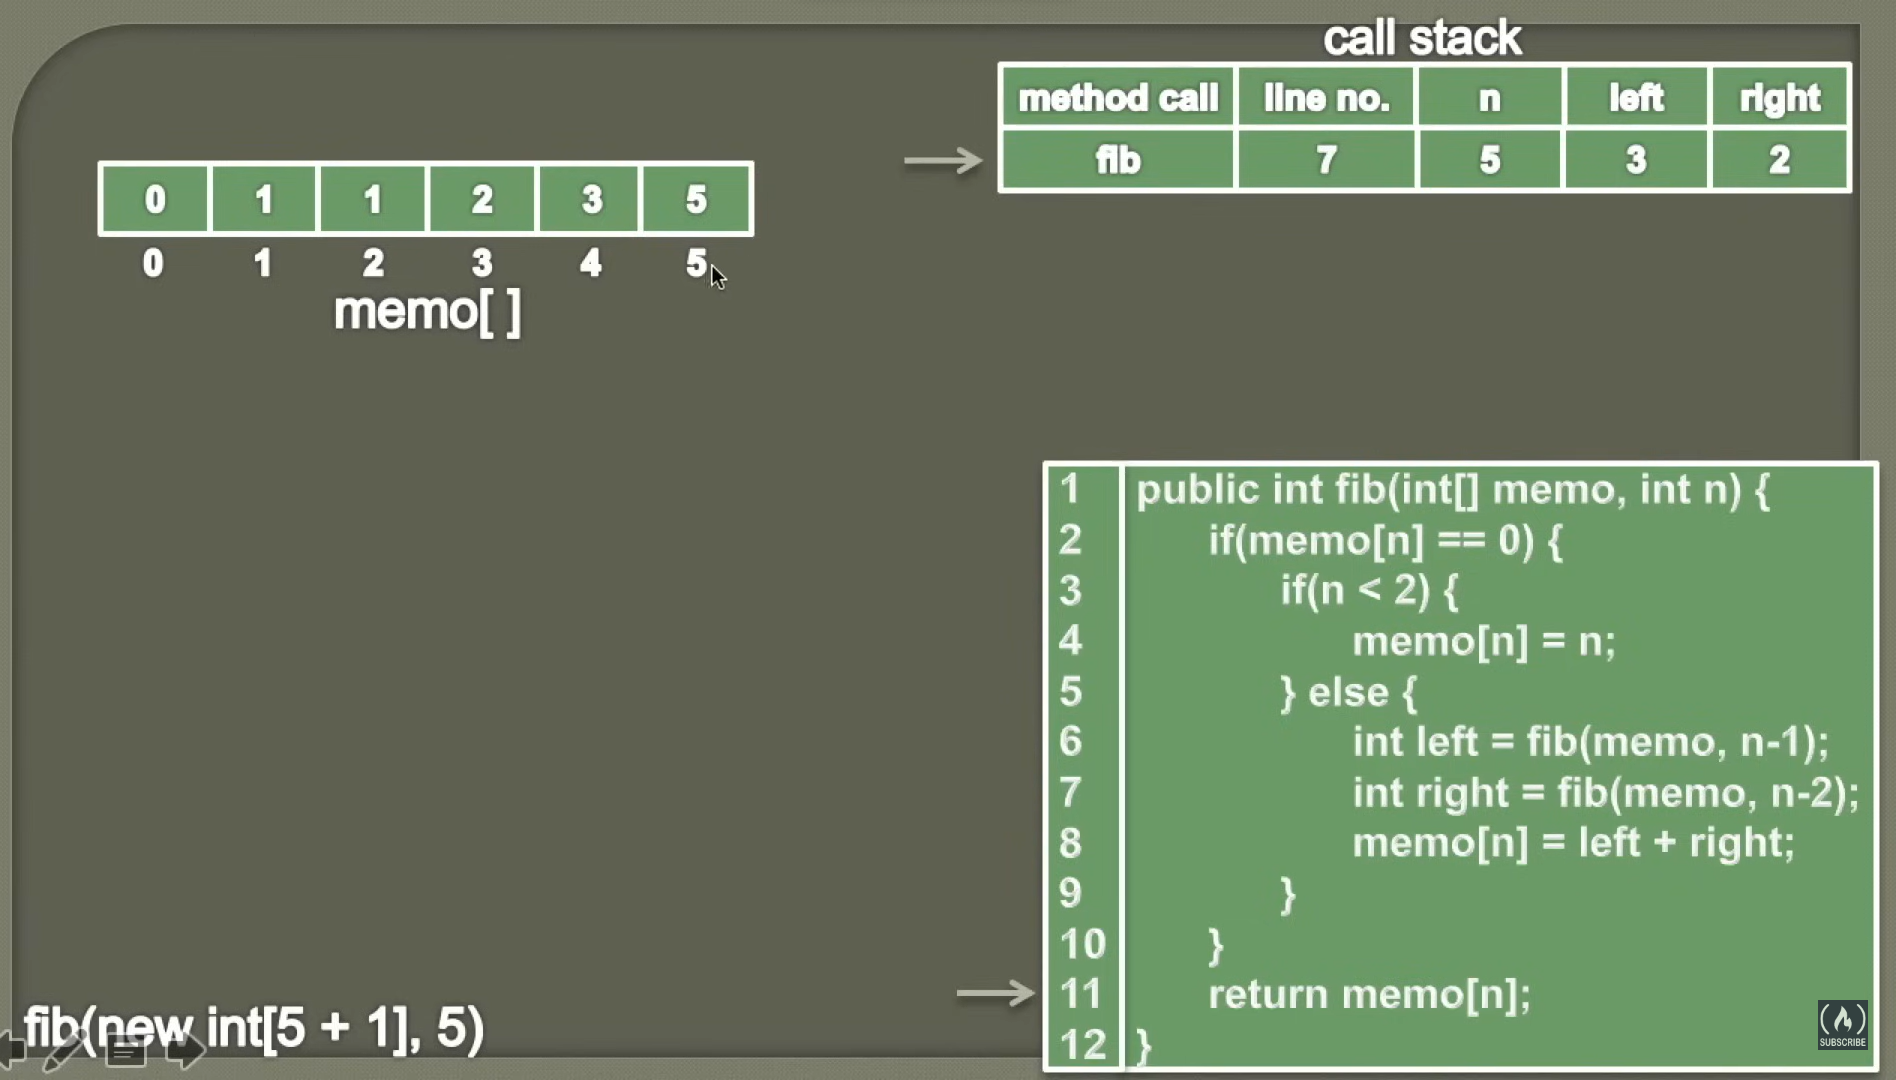 call stack
method call line no. n left right
fib 7 5 3 2
0 1 1 2 3 5
0 1 2 3 4 5
memo[ ]
1 public int fib(int[] memo, int n) {
2 if(memo[n] == 0) {
3 if(n < 2) {
4 memo[n] = n;
5 } else {
6 int left = fib(memo, n-1);
7 int right = fib(memo, n-2);
8 memo[n] = left + right;
9 }
10 }
11 return memo[n];
12 }
fib(new int[5 + 1], 5)
SUBSCRIBE